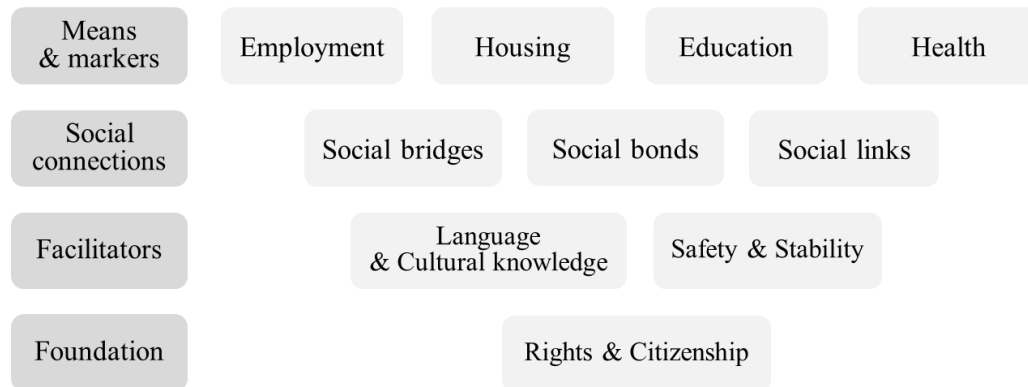 Means
& markers
Employment
Housing
Education
Health
Social
connections
Social bridges
Social bonds
Social links
Facilitators
Language
& Cultural knowledge
Safety & Stability
Foundation
Rights & Citizenship